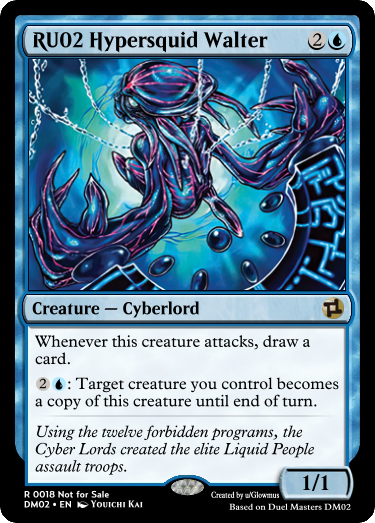 RU02 Hypersquid Walter 2
Creature — Cyberlord
Whenever this creature attacks, draw a
card.
2 : Target creature you control becomes
a copy of this creature until end of turn.
Using the twelve forbidden programs, the
Cyber Lords created the elite Liquid People
assault troops.
1/1
R 0018 Not for Sale
Created by u/Glowmus
DM02 • EN Youichi Kai
Based on Duel Masters DM02